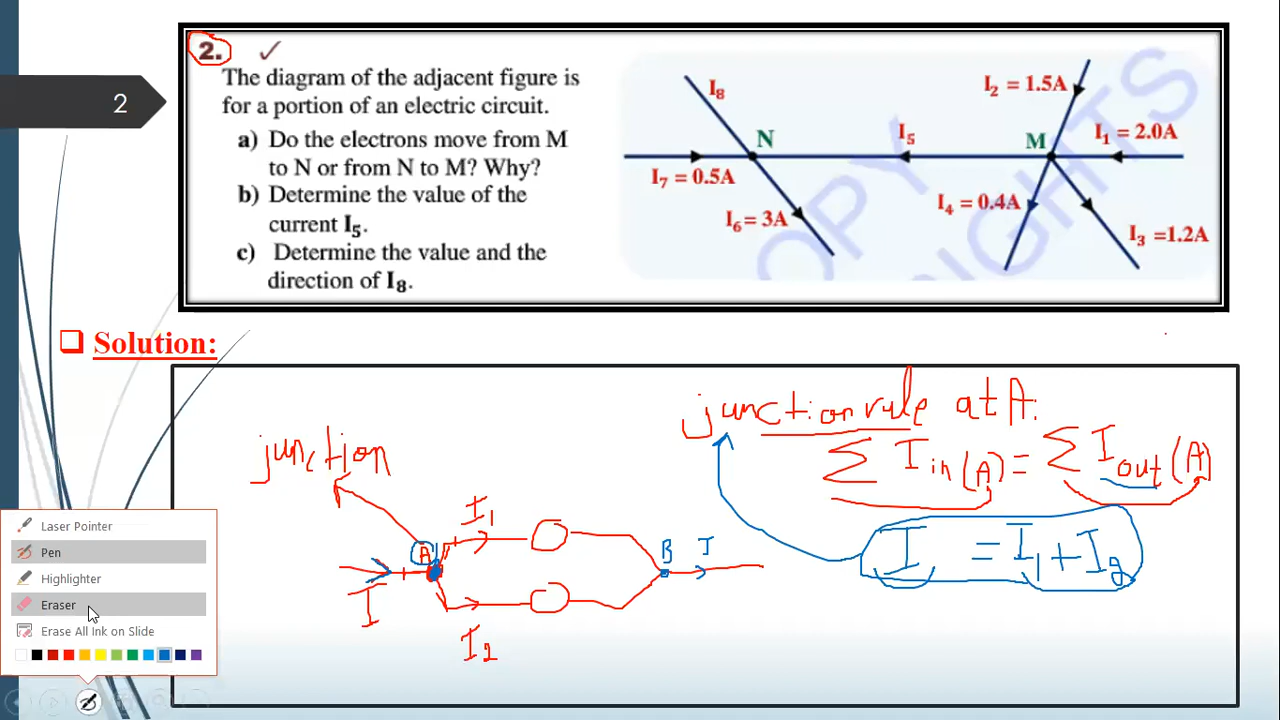 2
2.
The diagram of the adjacent figure is
for a portion of an electric circuit.
a) Do the electrons move from M
to N or from N to M? Why?
b) Determine the value of the
current I₅.
c) Determine the value and the
direction of I₈.
I₈
N
I₇ = 0.5A
I₆ = 3A
I₅
I₂ = 1.5A
M
I₁ = 2.0A
I₄ = 0.4A
I₃ =1.2A
OPY
RIGHTS
Solution:
junction rule at A:
∑ I in (A) = ∑ I out (A)
I = I₁ + I₂
junction
A
I
I₁
I₂
B
I
Laser Pointer
Pen
Highlighter
Eraser
Erase All Ink on Slide